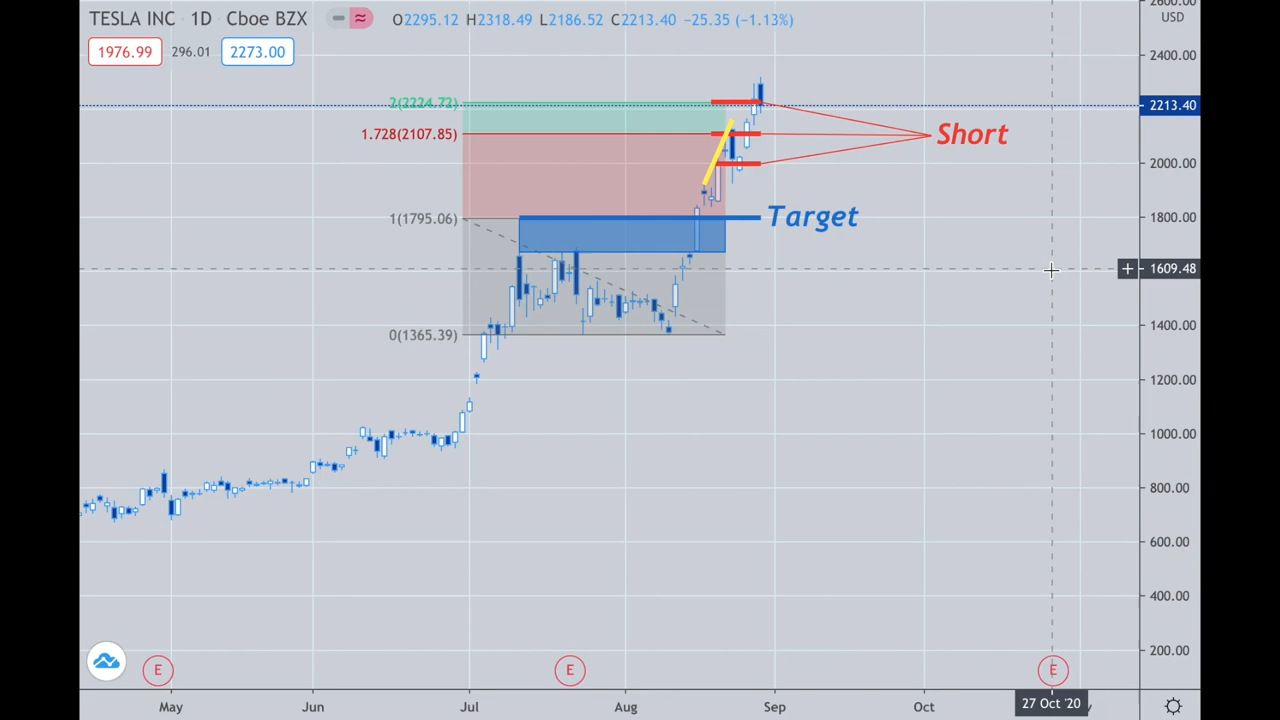 TESLA INC · 1D · Cboe BZX
O2295.12 H2318.49 L2186.52 C2213.40 −25.35 (−1.13%)
1976.99 296.01 2273.00
USD
2400.00
2(2224.72)
2213.40
1.728(2107.85)
Short
2000.00
1(1795.06)
Target
1800.00
1609.48
1400.00
0(1365.39)
1200.00
1000.00
800.00
600.00
400.00
200.00
E E E
May Jun Jul Aug Sep Oct 27 Oct '20